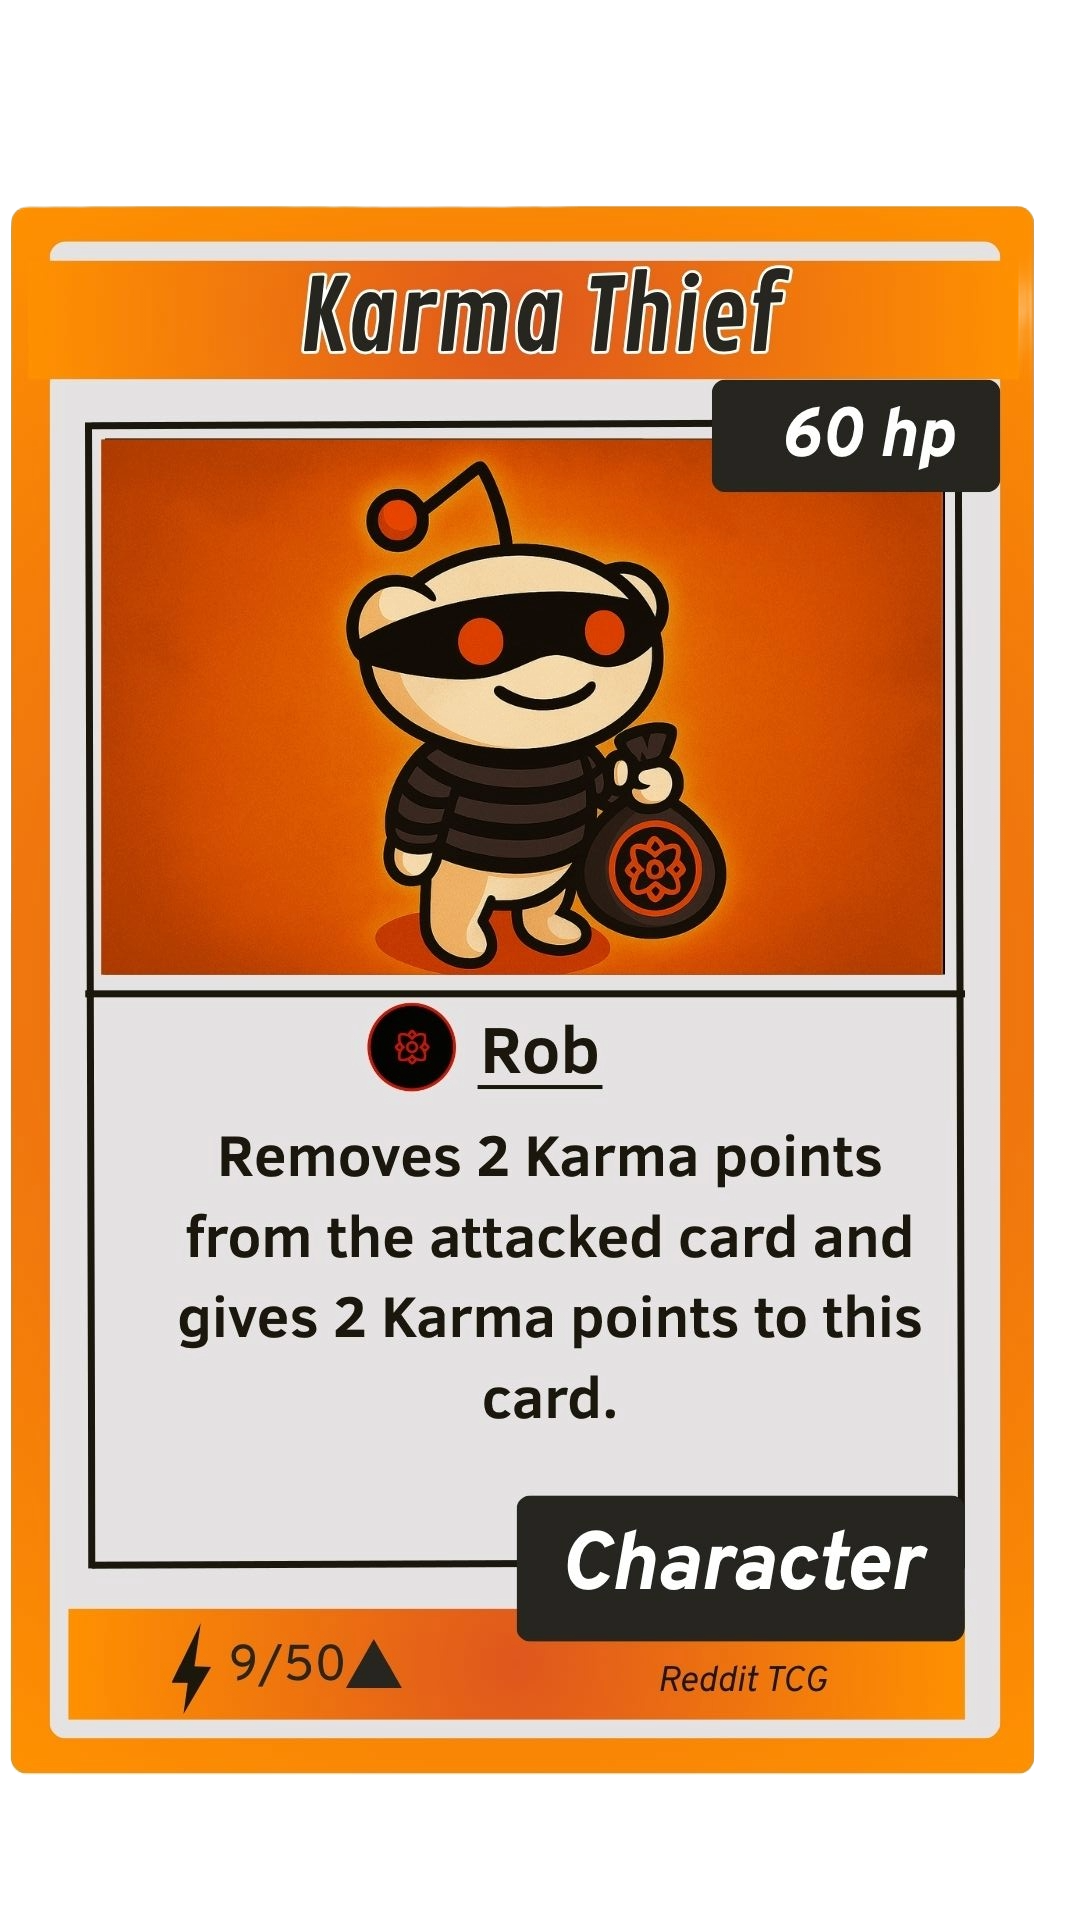 Karma Thief
60 hp
Rob
Removes 2 Karma points
from the attacked card and
gives 2 Karma points to this
card.
Character
9/50
Reddit TCG